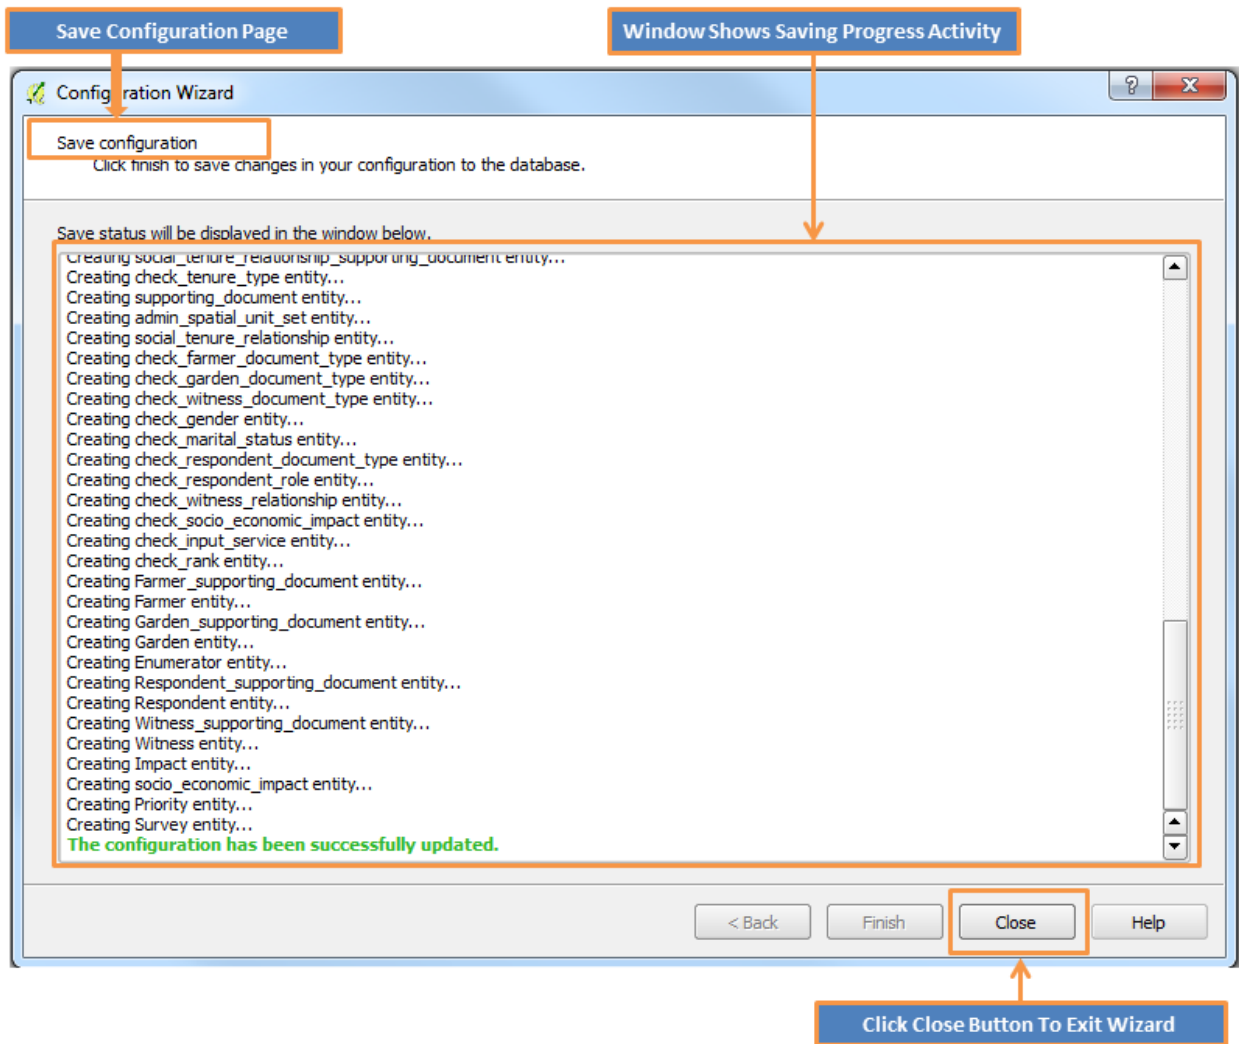 Save Configuration Page
Window Shows Saving Progress Activity
Configuration Wizard
Save configuration
Click finish to save changes in your configuration to the database.
Save status will be displayed in the window below.
Creating social_tenure_relationship_supporting_document entity...
Creating check_tenure_type entity...
Creating supporting_document entity...
Creating admin_spatial_unit_set entity...
Creating social_tenure_relationship entity...
Creating check_farmer_document_type entity...
Creating check_garden_document_type entity...
Creating check_witness_document_type entity...
Creating check_gender entity...
Creating check_marital_status entity...
Creating check_respondent_document_type entity...
Creating check_respondent_role entity...
Creating check_witness_relationship entity...
Creating check_socio_economic_impact entity...
Creating check_input_service entity...
Creating check_rank entity...
Creating Farmer_supporting_document entity...
Creating Farmer entity...
Creating Garden_supporting_document entity...
Creating Garden entity...
Creating Enumerator entity...
Creating Respondent_supporting_document entity...
Creating Respondent entity...
Creating Witness_supporting_document entity...
Creating Witness entity...
Creating Impact entity...
Creating socio_economic_impact entity...
Creating Priority entity...
Creating Survey entity...
The configuration has been successfully updated.
< Back Finish Close Help
Click Close Button To Exit Wizard